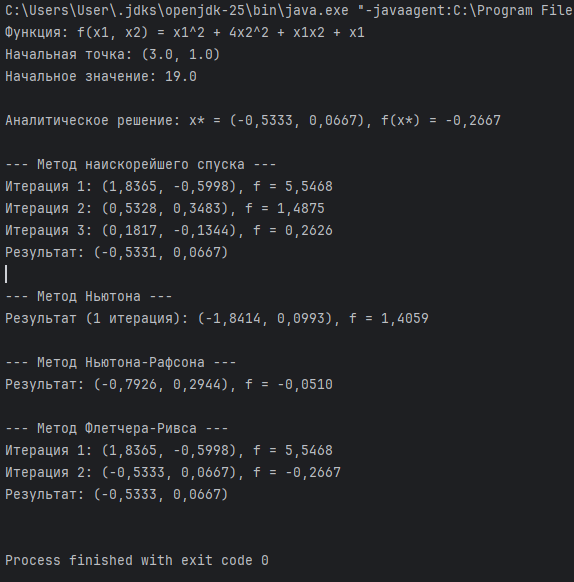 C:\Users\User\.jdks\openjdk-25\bin\java.exe "-javaagent:C:\Program File
Функция: f(x1, x2) = x1^2 + 4x2^2 + x1x2 + x1
Начальная точка: (3.0, 1.0)
Начальное значение: 19.0
Аналитическое решение: x* = (-0,5333, 0,0667), f(x*) = -0,2667
--- Метод наискорейшего спуска ---
Итерация 1: (1,8365, -0,5998), f = 5,5468
Итерация 2: (0,5328, 0,3483), f = 1,4875
Итерация 3: (0,1817, -0,1344), f = 0,2626
Результат: (-0,5331, 0,0667)
--- Метод Ньютона ---
Результат (1 итерация): (-1,8414, 0,0993), f = 1,4059
--- Метод Ньютона-Рафсона ---
Результат: (-0,7926, 0,2944), f = -0,0510
--- Метод Флетчера-Ривса ---
Итерация 1: (1,8365, -0,5998), f = 5,5468
Итерация 2: (-0,5333, 0,0667), f = -0,2667
Результат: (-0,5333, 0,0667)
Process finished with exit code 0